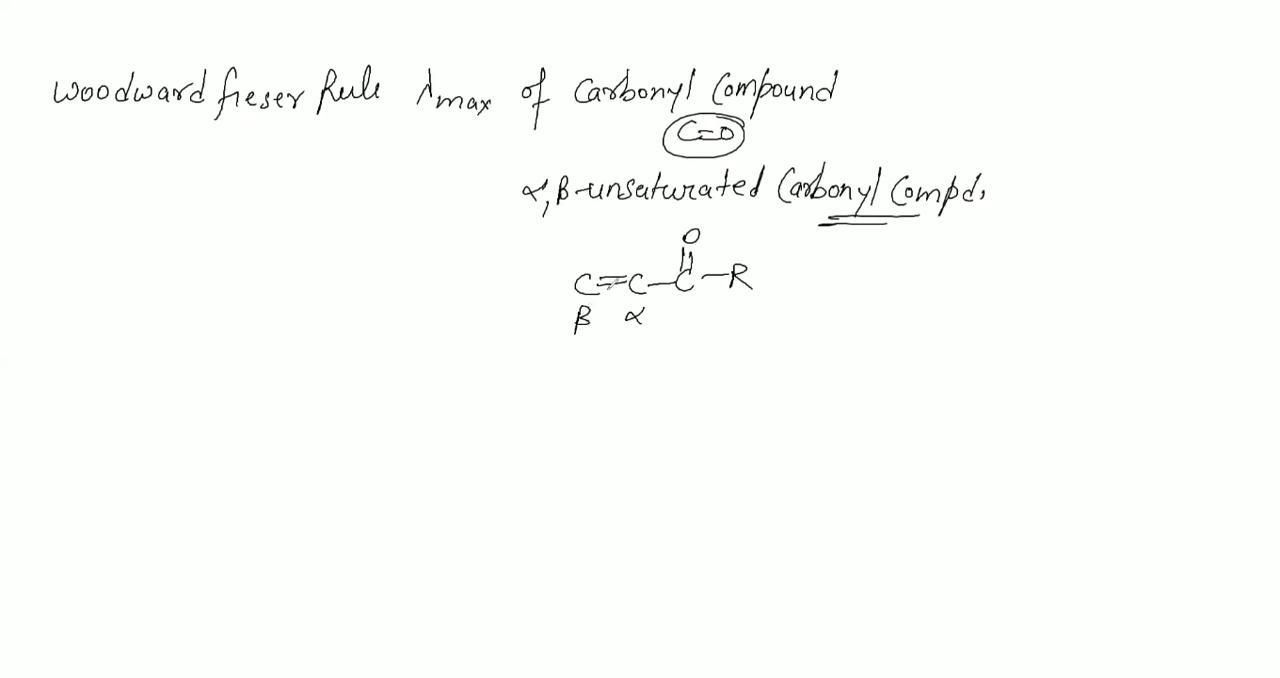 Woodward fieser Rule λmax of Carbonyl Compound
C=O
α, β-unsaturated Carbonyl Compd.
O
C=C-C-R
β α